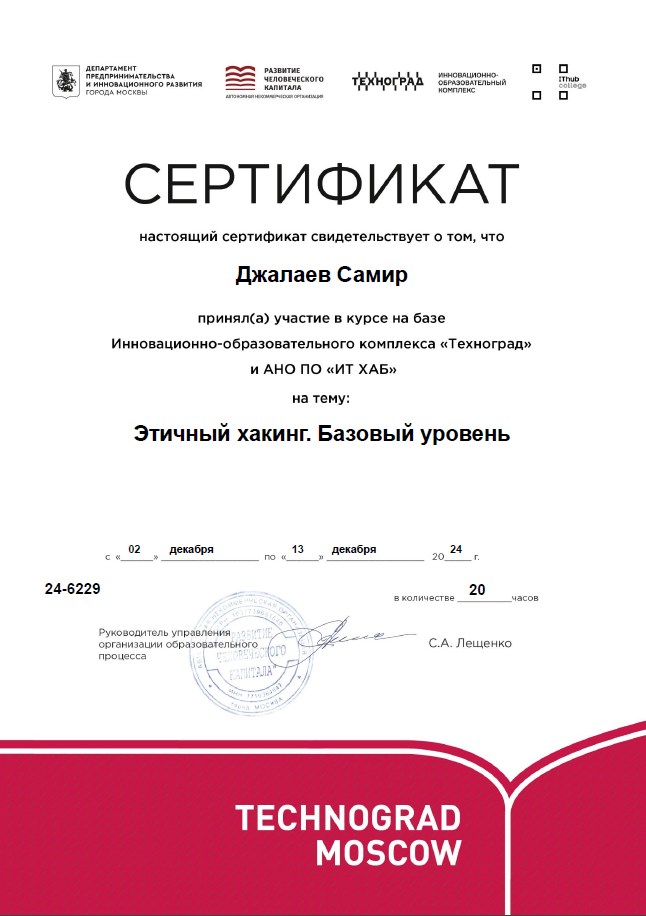 ДЕПАРТАМЕНТ
ПРЕДПРИНИМАТЕЛЬСТВА
И ИННОВАЦИОННОГО РАЗВИТИЯ
ГОРОДА МОСКВЫ
РАЗВИТИЕ
ЧЕЛОВЕЧЕСКОГО
КАПИТАЛА
АВТОНОМНАЯ НЕКОММЕРЧЕСКАЯ ОРГАНИЗАЦИЯ
ТЕХНОГРАД
ИННОВАЦИОННО-
ОБРАЗОВАТЕЛЬНЫЙ
КОМПЛЕКС
IThub
college
СЕРТИФИКАТ
настоящий сертификат свидетельствует о том, что
Джалаев Самир
принял(а) участие в курсе на базе
Инновационно-образовательного комплекса «Техноград»
и АНО ПО «ИТ ХАБ»
на тему:
Этичный хакинг. Базовый уровень
с «02» декабря по «13» декабря 2024 г.
24-6229
в количестве 20 часов
Руководитель управления
организации образовательного
процесса
С.А. Лещенко
"РАЗВИТИЕ
ЧЕЛОВЕЧЕСКОГО
КАПИТАЛА"
город МОСКВА
TECHNOGRAD
MOSCOW